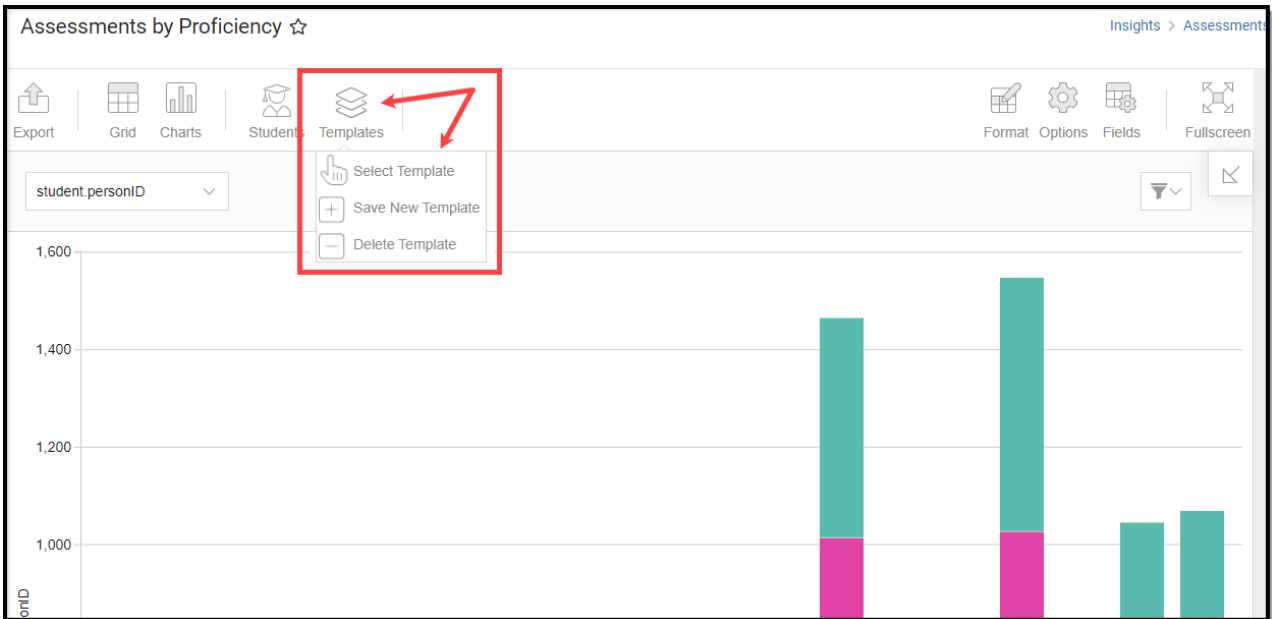 Assessments by Proficiency
Insights > Assessments
Export Grid Charts Students Templates Format Options Fields Fullscreen
Select Template
student.personID
Save New Template
Delete Template
1,600
1,400
1,200
1,000
onID